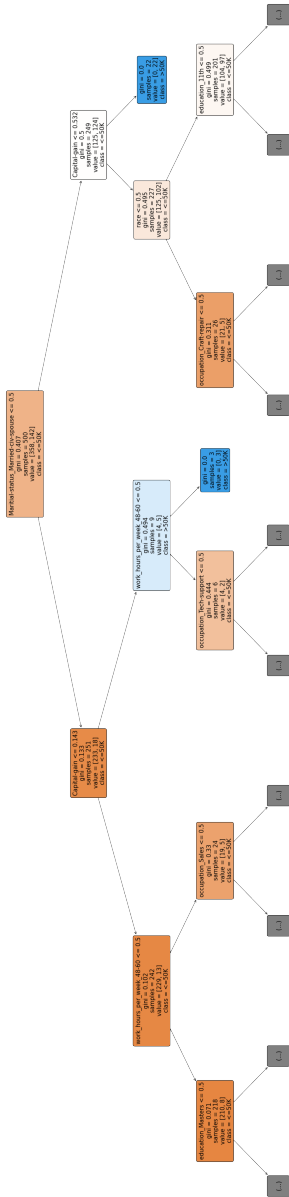 Marital-status_Married-civ-spouse <= 0.5
gini = 0.407
samples = 500
value = [358, 142]
class = <=50K
Capital-gain <= 0.143
gini = 0.133
samples = 251
value = [233, 18]
class = <=50K
Capital-gain <= 0.532
gini = 0.5
samples = 249
value = [125, 124]
class = <=50K
work_hours_per_week_48-60 <= 0.5
gini = 0.102
samples = 242
value = [229, 13]
class = <=50K
work_hours_per_week_48-60 <= 0.5
gini = 0.494
samples = 9
value = [4, 5]
class = >50K
race <= 0.5
gini = 0.495
samples = 227
value = [125, 102]
class = <=50K
gini = 0.0
samples = 22
value = [0, 22]
class = >50K
education_Masters <= 0.5
gini = 0.071
samples = 218
value = [210, 8]
class = <=50K
occupation_Sales <= 0.5
gini = 0.33
samples = 24
value = [19, 5]
class = <=50K
occupation_Tech-support <= 0.5
gini = 0.444
samples = 6
value = [4, 2]
class = <=50K
gini = 0.0
samples = 3
value = [0, 3]
class = >50K
occupation_Craft-repair <= 0.5
gini = 0.311
samples = 26
value = [21, 5]
class = <=50K
education_11th <= 0.5
gini = 0.499
samples = 201
value = [104, 97]
class = <=50K
(...)
(...)
(...)
(...)
(...)
(...)
(...)
(...)
(...)
(...)